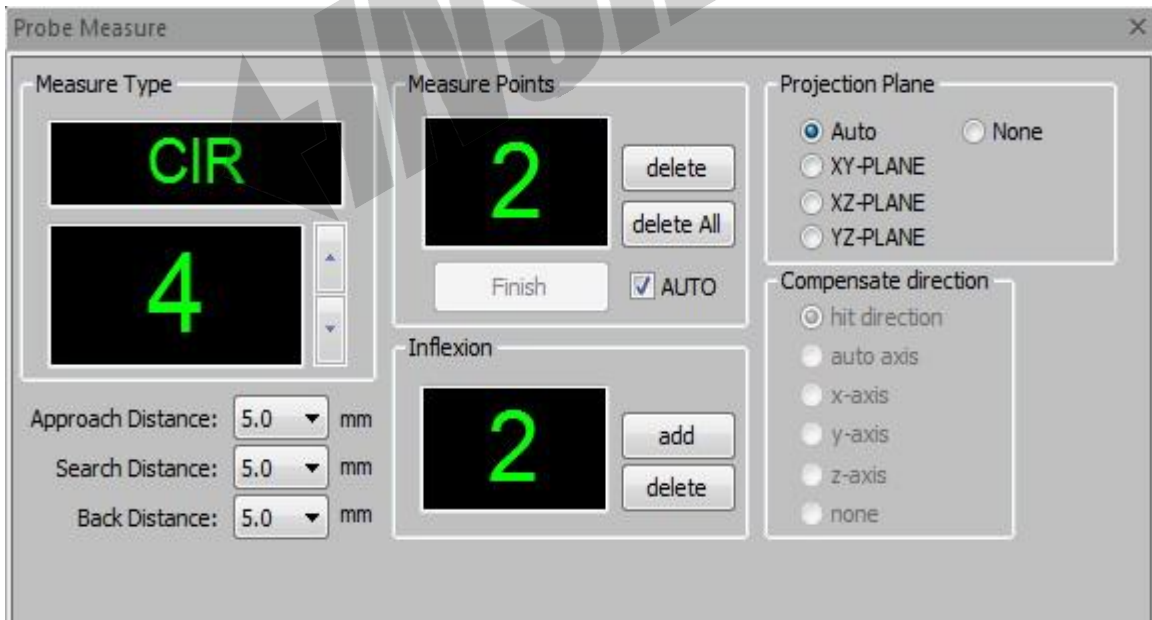 Probe Measure
Measure Type
CIR
4
Approach Distance: 5.0 mm
Search Distance: 5.0 mm
Back Distance: 5.0 mm
Measure Points
2
delete
delete All
Finish
AUTO
Inflexion
2
add
delete
Projection Plane
Auto None
XY-PLANE
XZ-PLANE
YZ-PLANE
Compensate direction
hit direction
auto axis
x-axis
y-axis
z-axis
none